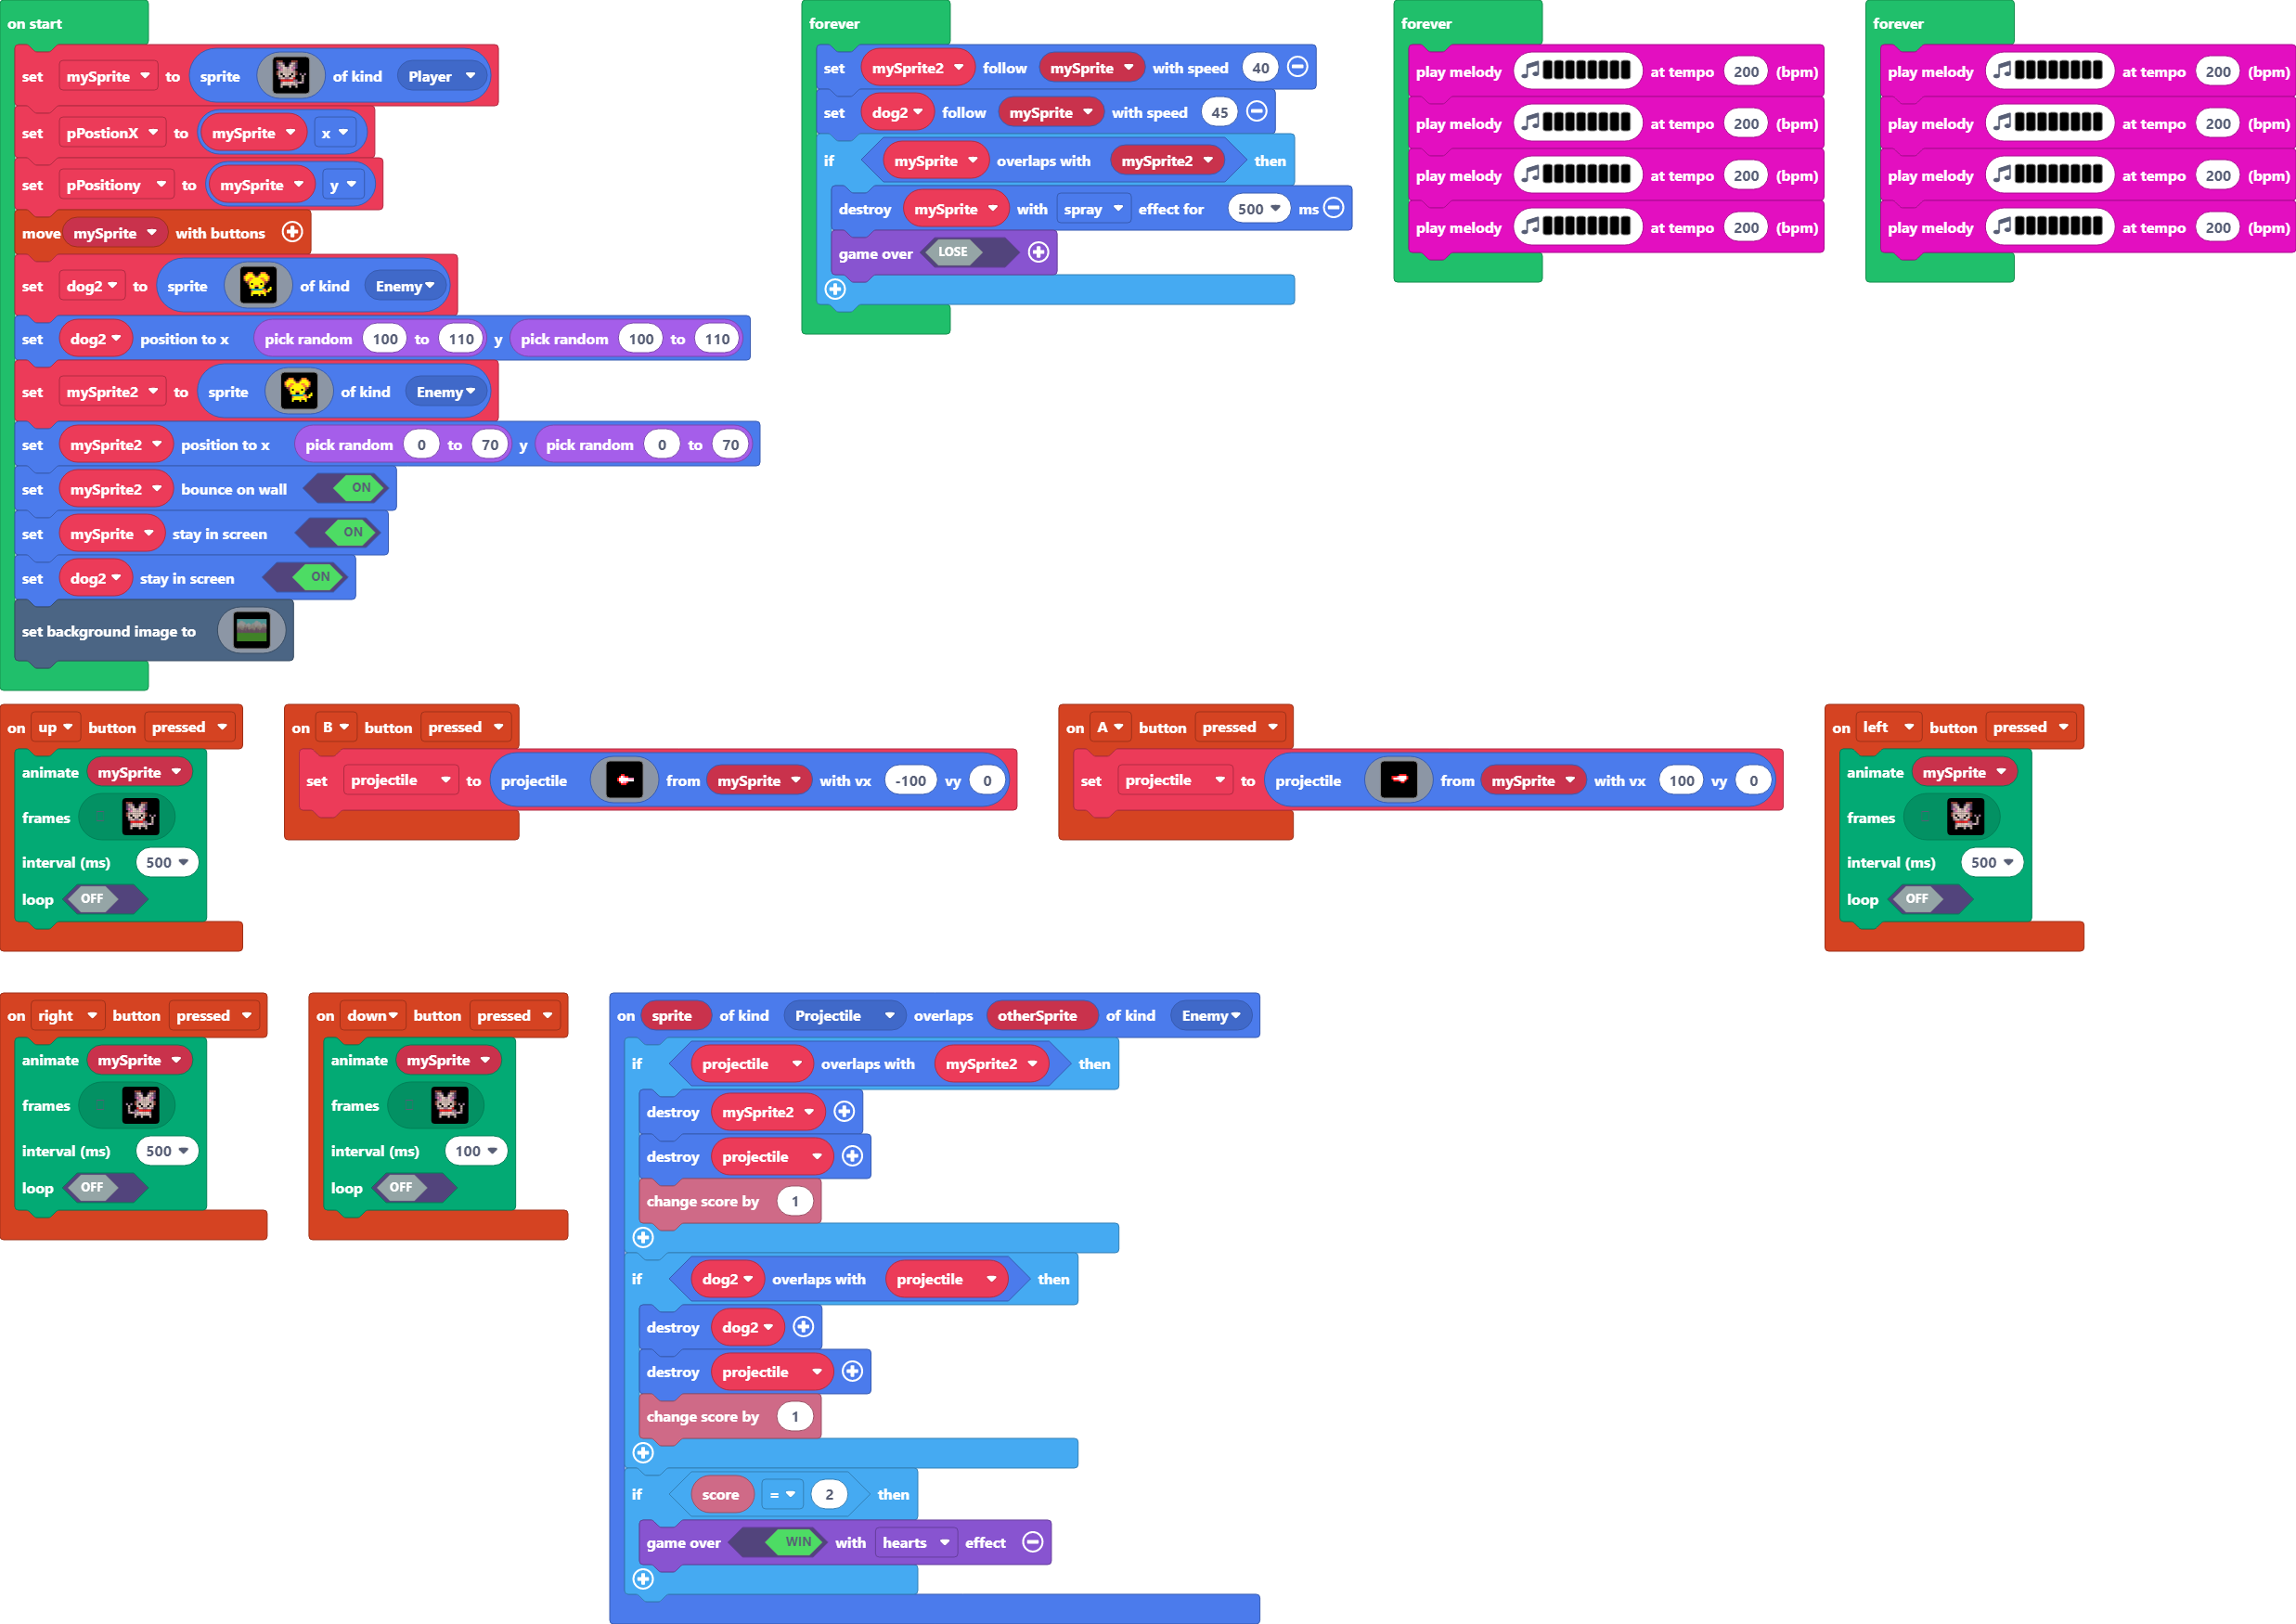 on start
set mySprite to sprite of kind Player
set pPostionX to mySprite x
set pPositiony to mySprite y
move mySprite with buttons
set dog2 to sprite of kind Enemy
set dog2 position to x pick random 100 to 110 y pick random 100 to 110
set mySprite2 to sprite of kind Enemy
set mySprite2 position to x pick random 0 to 70 y pick random 0 to 70
set mySprite2 bounce on wall ON
set mySprite stay in screen ON
set dog2 stay in screen ON
set background image to
forever
set mySprite2 follow mySprite with speed 40
set dog2 follow mySprite with speed 45
if mySprite overlaps with mySprite2 then
destroy mySprite with spray effect for 500 ms
game over LOSE
forever
play melody at tempo 200 (bpm)
play melody at tempo 200 (bpm)
play melody at tempo 200 (bpm)
play melody at tempo 200 (bpm)
forever
play melody at tempo 200 (bpm)
play melody at tempo 200 (bpm)
play melody at tempo 200 (bpm)
play melody at tempo 200 (bpm)
on up button pressed
animate mySprite
frames
interval (ms) 500
loop OFF
on B button pressed
set projectile to projectile from mySprite with vx -100 vy 0
on A button pressed
set projectile to projectile from mySprite with vx 100 vy 0
on left button pressed
animate mySprite
frames
interval (ms) 500
loop OFF
on right button pressed
animate mySprite
frames
interval (ms) 500
loop OFF
on down button pressed
animate mySprite
frames
interval (ms) 100
loop OFF
on sprite of kind Projectile overlaps otherSprite of kind Enemy
if projectile overlaps with mySprite2 then
destroy mySprite2
destroy projectile
change score by 1
if dog2 overlaps with projectile then
destroy dog2
destroy projectile
change score by 1
if score = 2 then
game over WIN with hearts effect